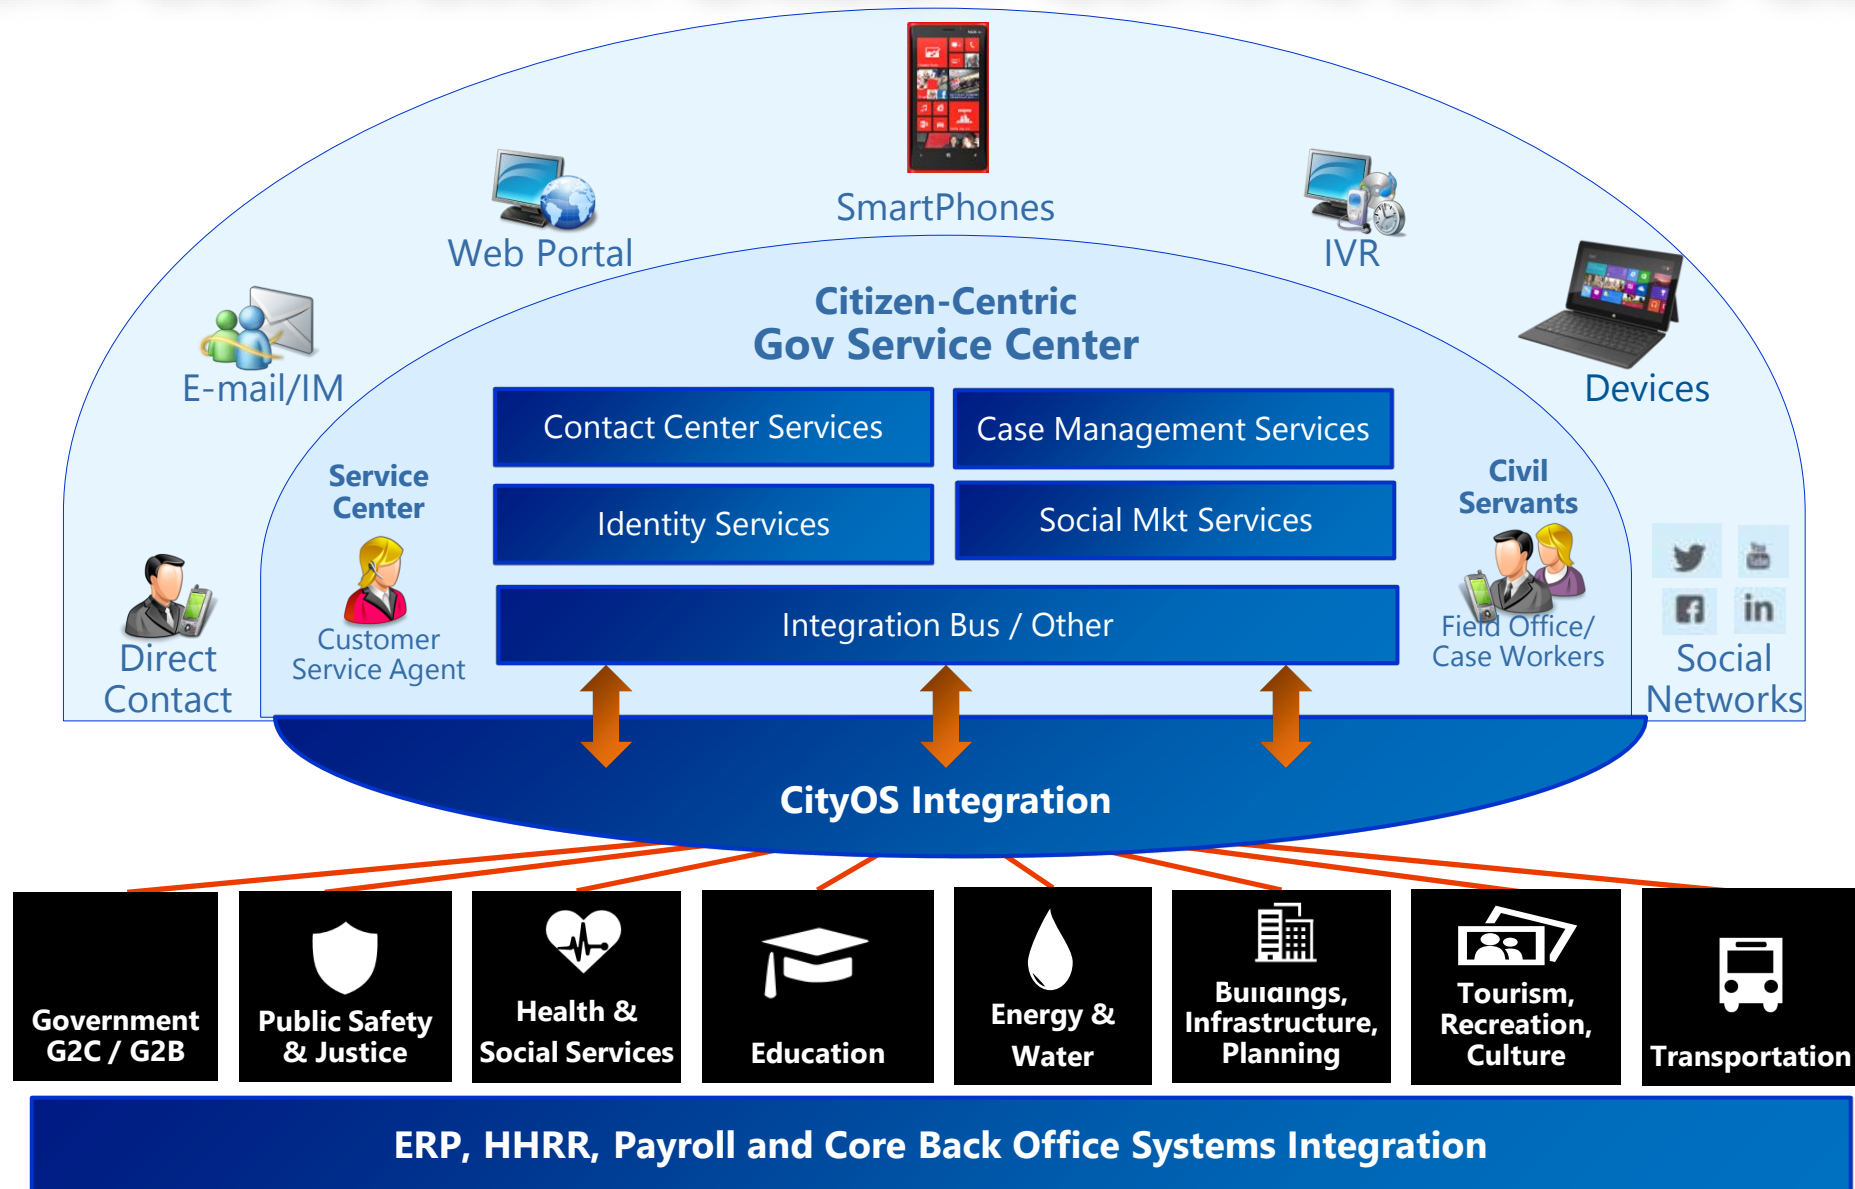 SmartPhones
Web Portal
IVR
E-mail/IM
Devices
Citizen-Centric
Gov Service Center
Contact Center Services
Case Management Services
Service
Center
Civil
Servants
Identity Services
Social Mkt Services
Customer
Service Agent
Integration Bus / Other
Field Office/
Case Workers
Direct
Contact
You
Tube
in
Social
Networks
CityOS Integration
Government
G2C / G2B
Public Safety
& Justice
Health &
Social Services
Education
Energy &
Water
Buildings,
Infrastructure,
Planning
Tourism,
Recreation,
Culture
Transportation
ERP, HHRR, Payroll and Core Back Office Systems Integration